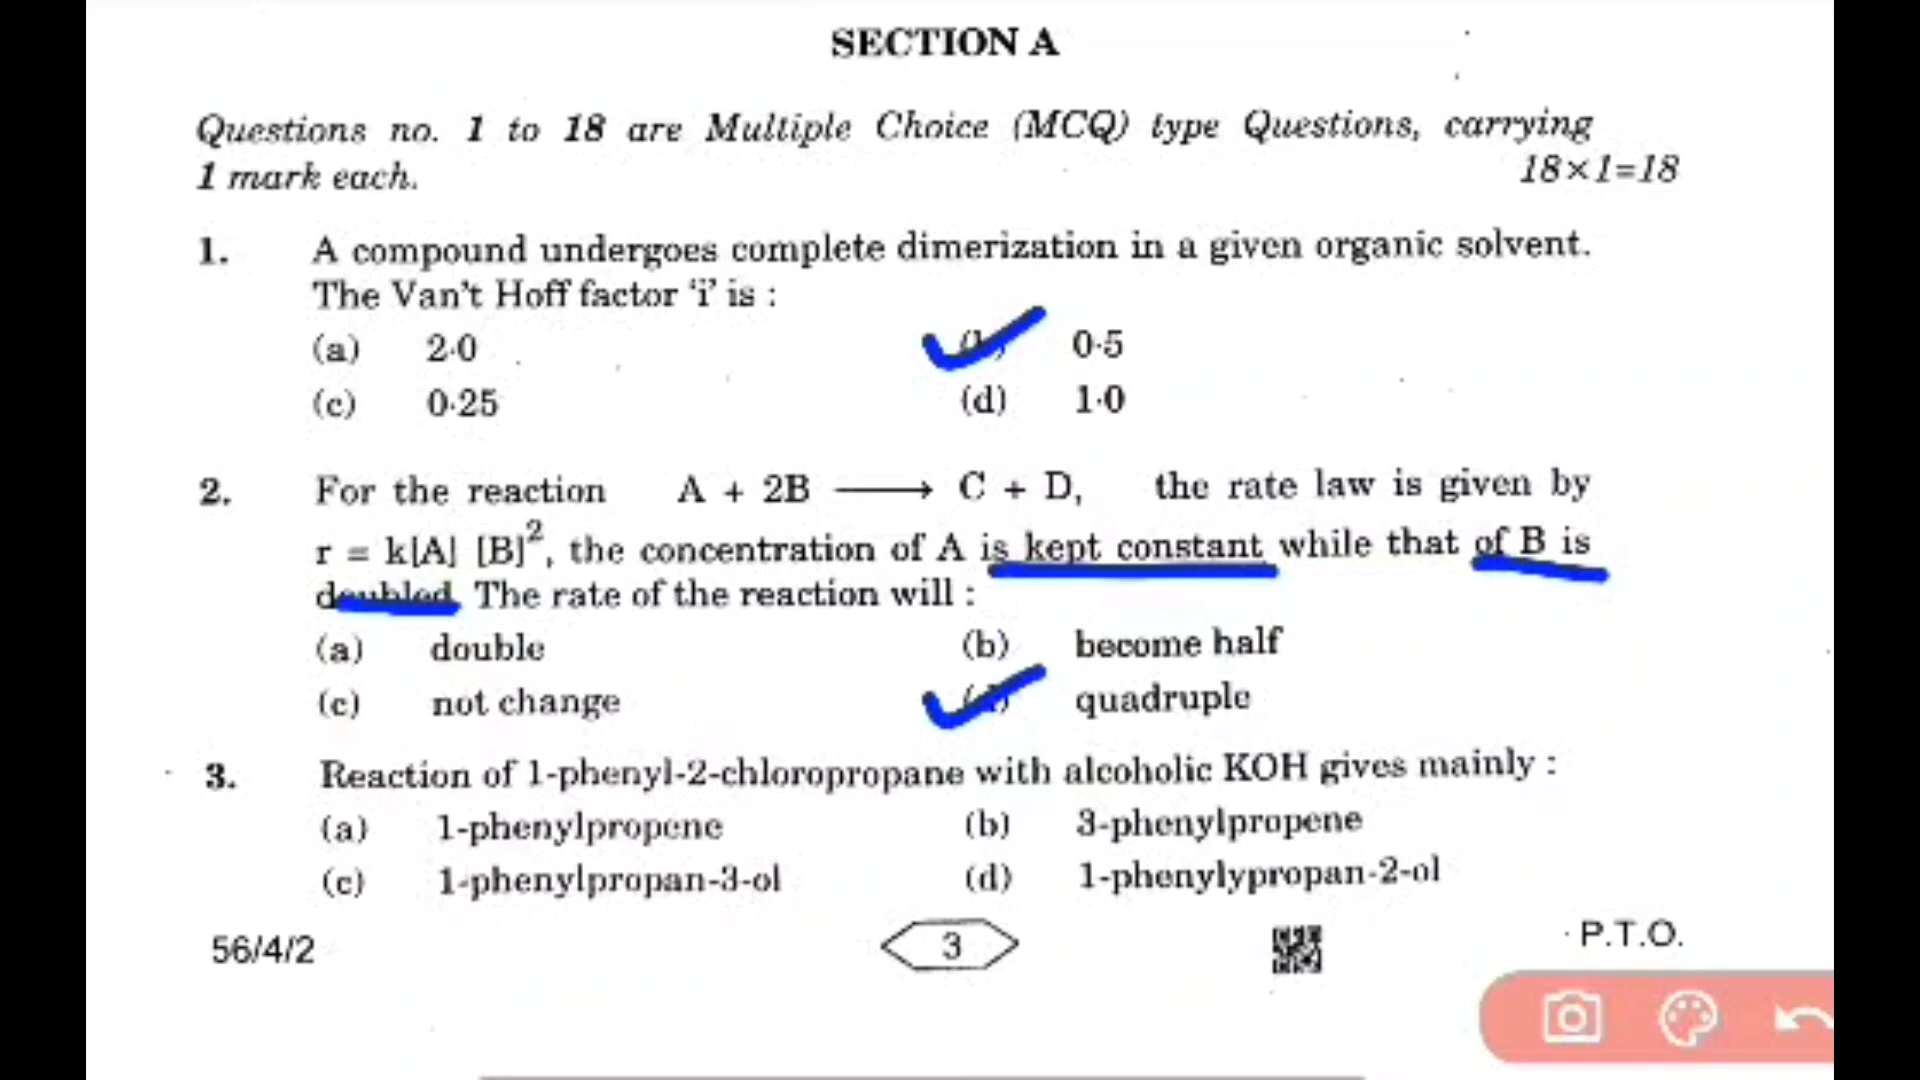 SECTION A
Questions no. 1 to 18 are Multiple Choice (MCQ) type Questions, carrying
1 mark each. 18×1=18
1. A compound undergoes complete dimerization in a given organic solvent.
The Van't Hoff factor 'i' is :
(a) 2·0 0·5
(c) 0·25 (d) 1·0
2. For the reaction A + 2B ⟶ C + D, the rate law is given by
r = k[A] [B]², the concentration of A is kept constant while that of B is
doubled. The rate of the reaction will :
(a) double (b) become half
(c) not change (d) quadruple
3. Reaction of 1-phenyl-2-chloropropane with alcoholic KOH gives mainly :
(a) 1-phenylpropene (b) 3-phenylpropene
(c) 1-phenylpropan-3-ol (d) 1-phenylypropan-2-ol
56/4/2 3 P.T.O.